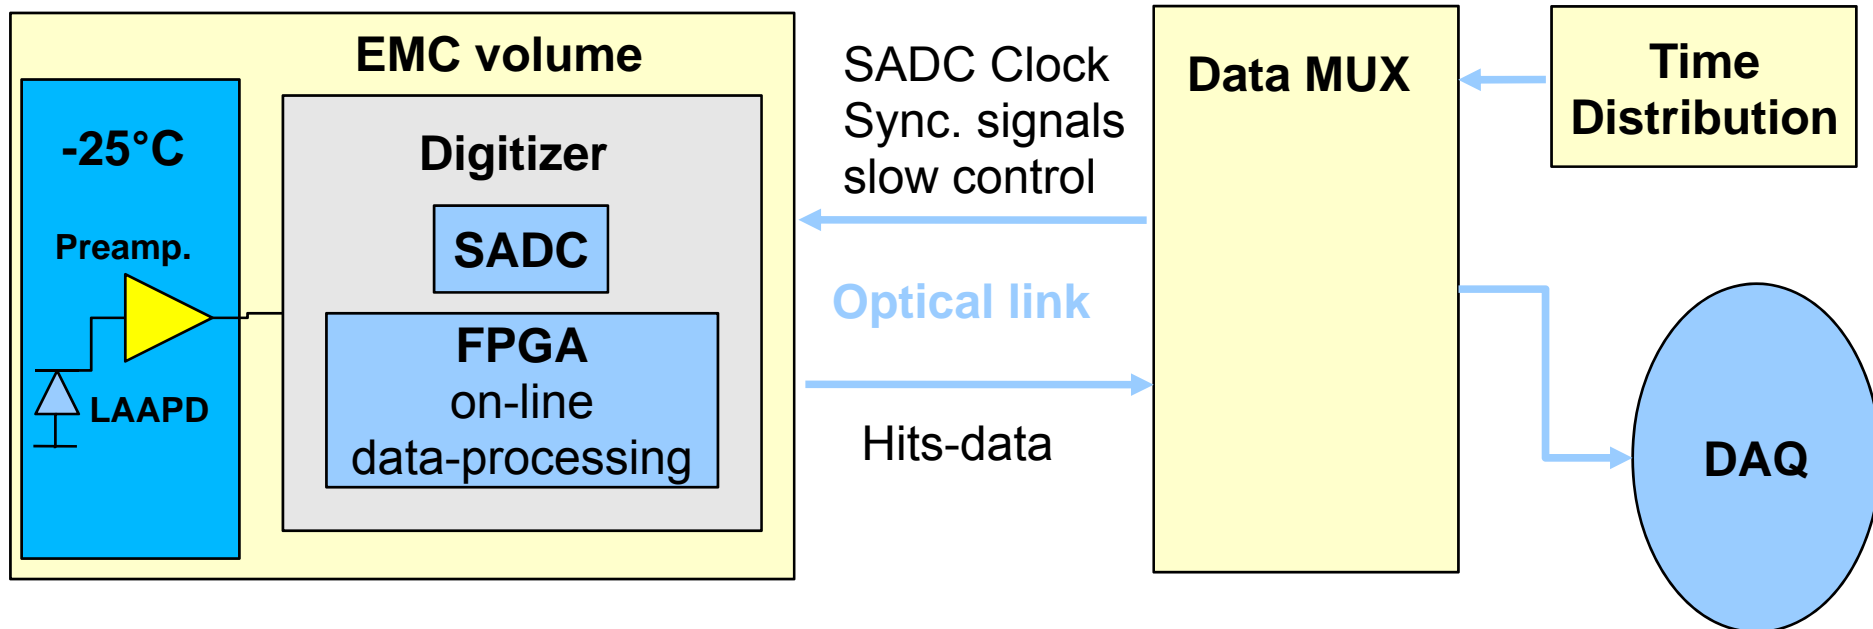 EMC volume
-25°C
Preamp.
LAAPD
Digitizer
SADC
FPGA
on-line
data-processing
SADC Clock
Sync. signals
slow control
Optical link
Hits-data
Data MUX
Time
Distribution
DAQ